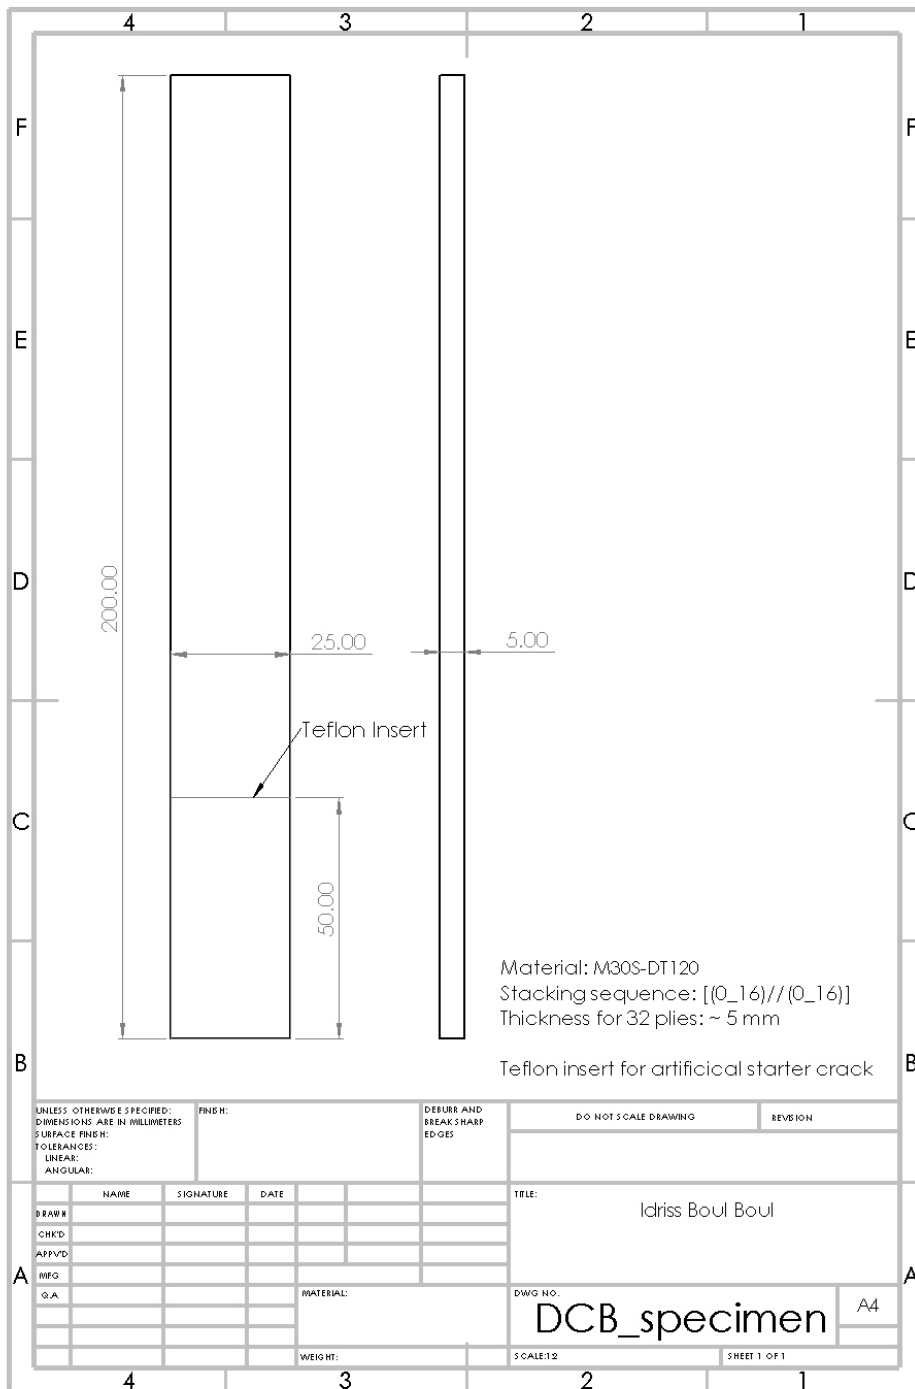 4 3 2 1
F F
E E
D D
C C
B B
A A
200.00
25.00
5.00
Teflon Insert
50.00
Material: M30S-DT120
Stacking sequence: [(0_16)//(0_16)]
Thickness for 32 plies: ~ 5 mm
Teflon insert for artificical starter crack
UNLESS OTHERWISE SPECIFIED:
DIMENSIONS ARE IN MILLIMETERS
SURFACE FINISH:
TOLERANCES:
LINEAR:
ANGULAR:
FINISH:
DEBURR AND
BREAK SHARP
EDGES
DO NOT SCALE DRAWING
REVISION
NAME SIGNATURE DATE
DRAWN
CHK'D
APPV'D
MFG
Q.A
MATERIAL:
WEIGHT:
TITLE:
Idriss Boul Boul
DWG NO.
DCB_specimen
A4
SCALE:1:2
SHEET 1 OF 1
4 3 2 1